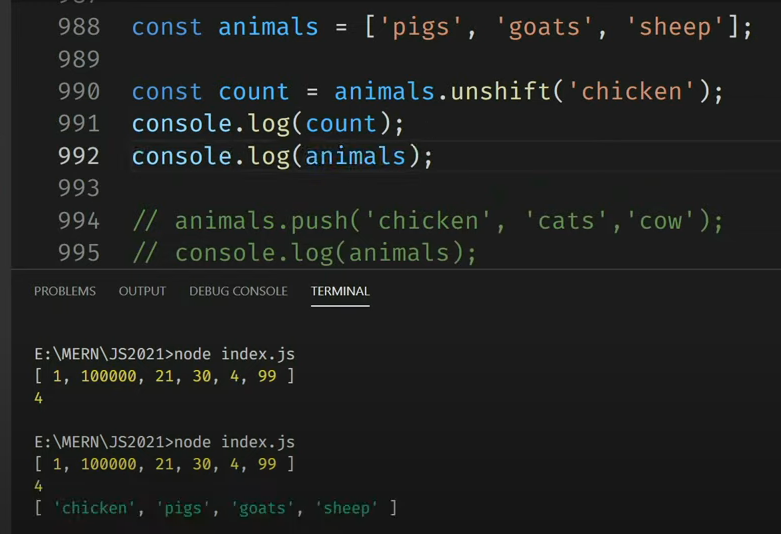 988 const animals = ['pigs', 'goats', 'sheep'];
989
990 const count = animals.unshift('chicken');
991 console.log(count);
992 console.log(animals);
993
994 // animals.push('chicken', 'cats','cow');
995 // console.log(animals);
PROBLEMS OUTPUT DEBUG CONSOLE TERMINAL
E:\MERN\JS2021>node index.js
[ 1, 100000, 21, 30, 4, 99 ]
4
E:\MERN\JS2021>node index.js
[ 1, 100000, 21, 30, 4, 99 ]
4
[ 'chicken', 'pigs', 'goats', 'sheep' ]